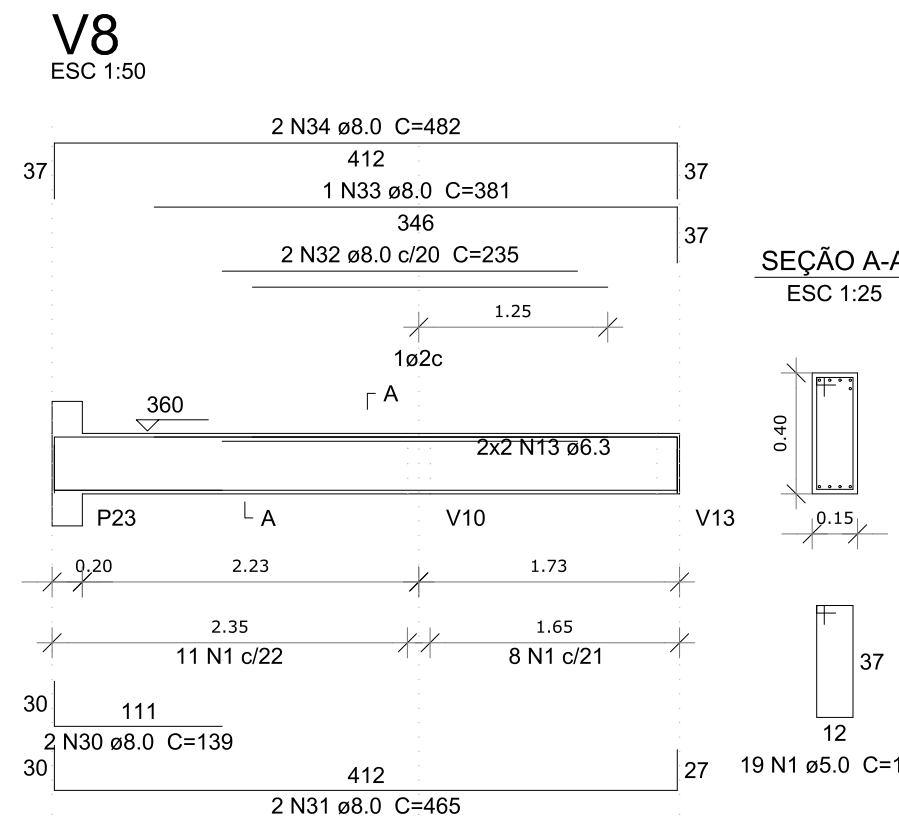 V8
ESC 1:50
2 N34 ø8.0 C=482
37
412
37
1 N33 ø8.0 C=381
346
37
2 N32 ø8.0 c/20 C=235
SEÇÃO A-A
ESC 1:25
1.25
1ø2c
A
360
2x2 N13 ø6.3
0.40
P23
A
V10
V13
0.15
0.20
2.23
1.73
2.35
1.65
11 N1 c/22
8 N1 c/21
37
30
111
12
2 N30 ø8.0 C=139
19 N1 ø5.0 C=1
30
412
27
2 N31 ø8.0 C=465